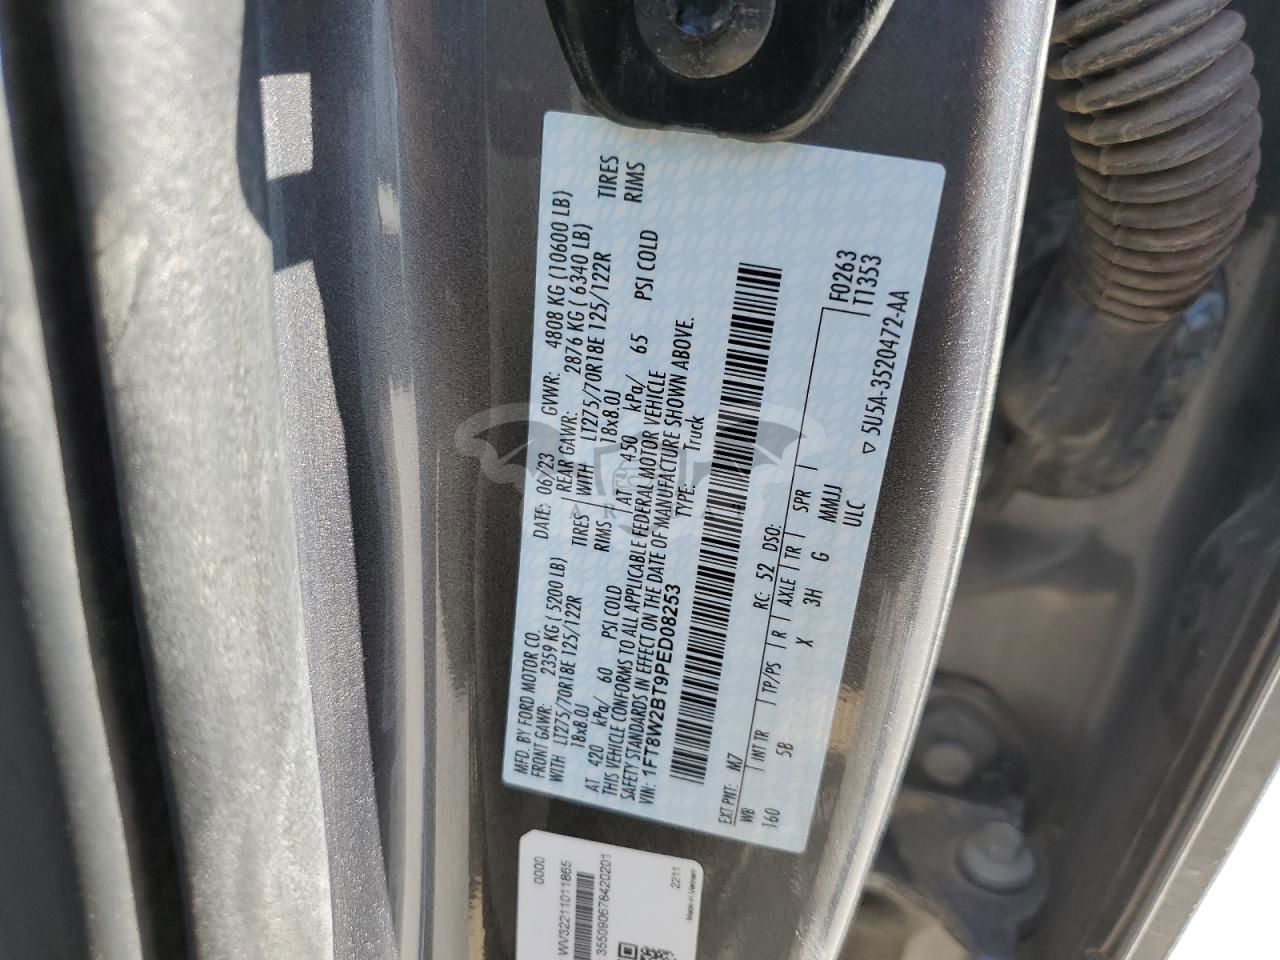 MFD. BY FORD MOTOR CO.
DATE: 06/23 GVWR: 4808 KG (10600 LB)
FRONT GAWR: 2359 KG (5200 LB)
REAR GAWR: 2876 KG (6340 LB)
WITH LT275/70R18E 125/122R TIRES
WITH LT275/70R18E 125/122R TIRES
18x8.0J RIMS
18x8.0J RIMS
AT 420 kPa/ 60 PSI COLD
AT 450 kPa/ 65 PSI COLD
THIS VEHICLE CONFORMS TO ALL APPLICABLE FEDERAL MOTOR VEHICLE
SAFETY STANDARDS IN EFFECT ON THE DATE OF MANUFACTURE SHOWN ABOVE.
VIN: 1FT8W2BT9PED08253
TYPE: Truck
EXT PNT: M7 RC: 52 DSO:
WB INT TR TP/PS R AXLE TR SPR
160 5B X 3H G MMJJ
ULC
F0263
T1353
▽ 5U5A-3520472-AA
0000
WV32211011865
355090678420201
2211
Made in Vietnam